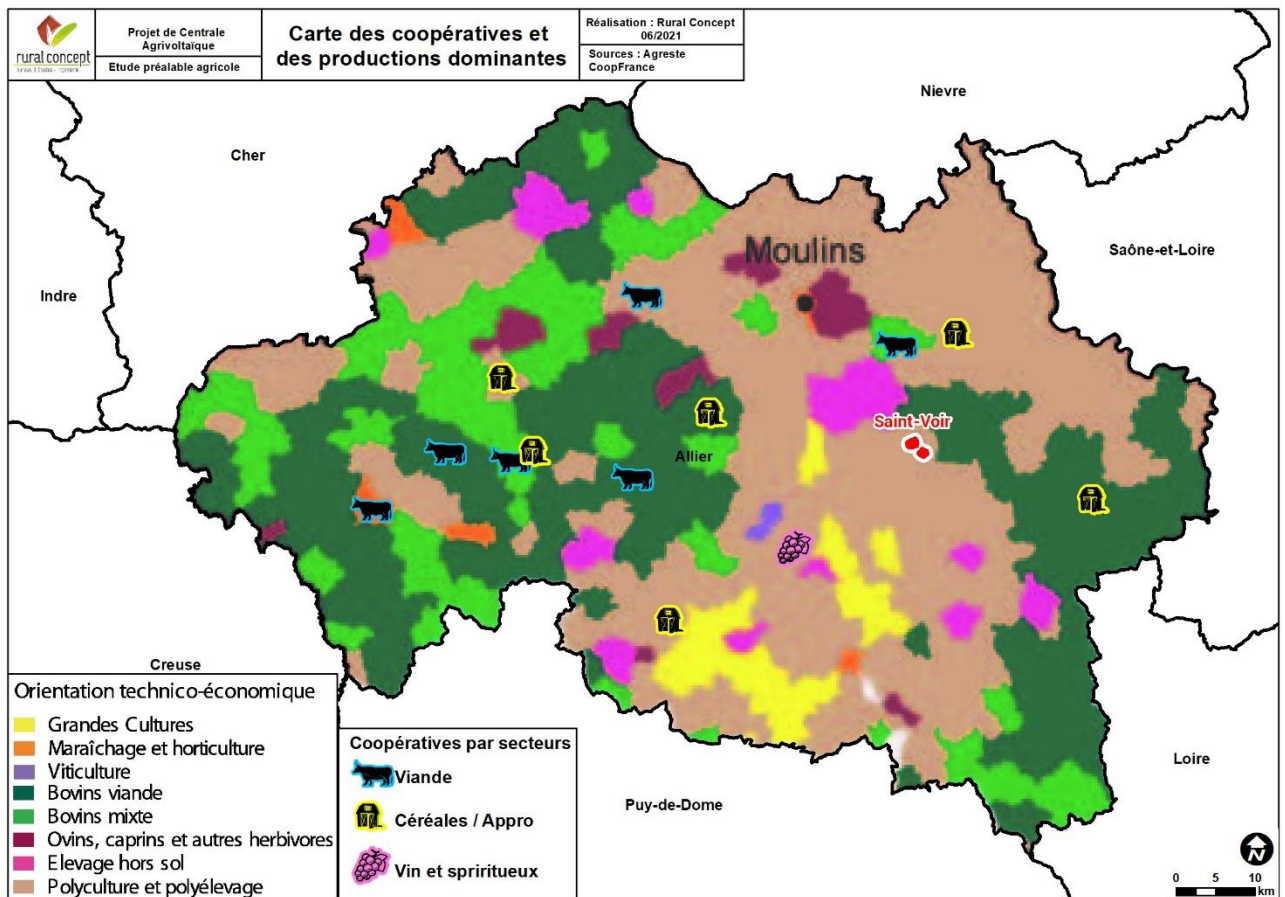 rural concept
Projet de Centrale
Agrivoltaïque
Etude préalable agricole
Carte des coopératives et
des productions dominantes
Réalisation : Rural Concept
06/2021
Sources : Agreste
CoopFrance
Nievre
Cher
Saône-et-Loire
Indre
Moulins
Saint-Voir
Allier
Creuse
Loire
Puy-de-Dome
Orientation technico-économique
Grandes Cultures
Maraîchage et horticulture
Viticulture
Bovins viande
Bovins mixte
Ovins, caprins et autres herbivores
Elevage hors sol
Polyculture et polyélevage
Coopératives par secteurs
Viande
Céréales / Appro
Vin et spriritueux
N
0 5 10
km